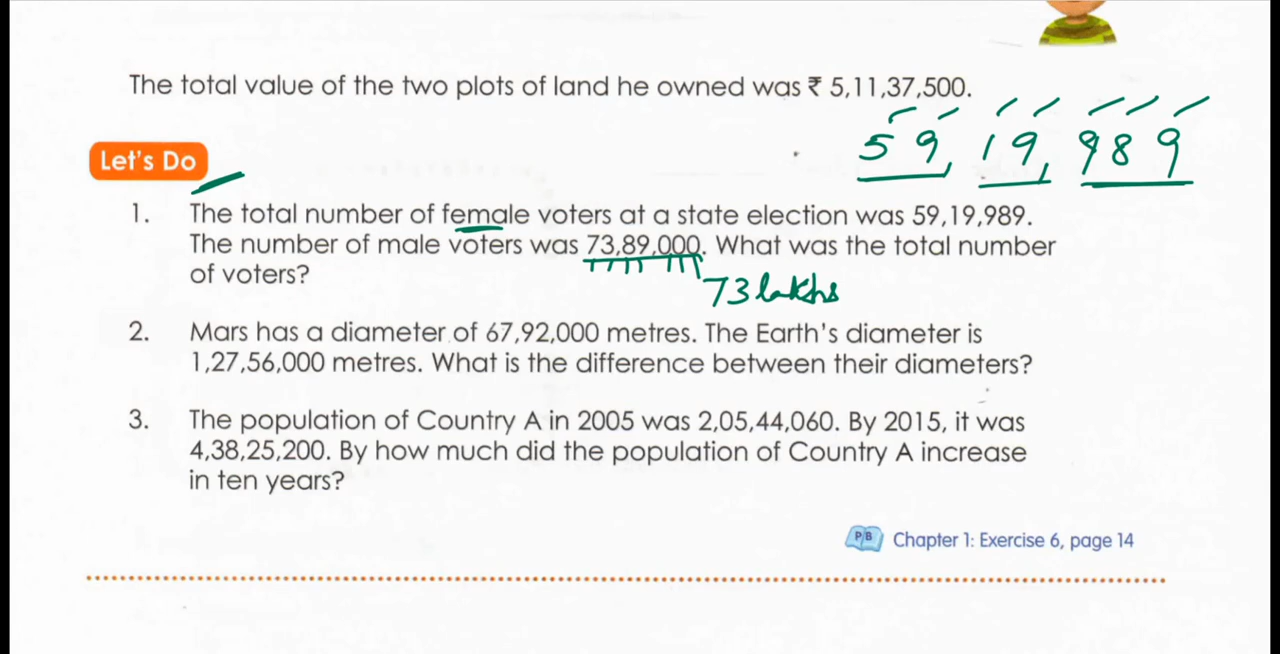 The total value of the two plots of land he owned was ₹ 5,11,37,500.
59,19,989
Let's Do
1. The total number of female voters at a state election was 59,19,989.
The number of male voters was 73,89,000. What was the total number
of voters?
73 lakhs
2. Mars has a diameter of 67,92,000 metres. The Earth's diameter is
1,27,56,000 metres. What is the difference between their diameters?
3. The population of Country A in 2005 was 2,05,44,060. By 2015, it was
4,38,25,200. By how much did the population of Country A increase
in ten years?
P/B Chapter 1: Exercise 6, page 14